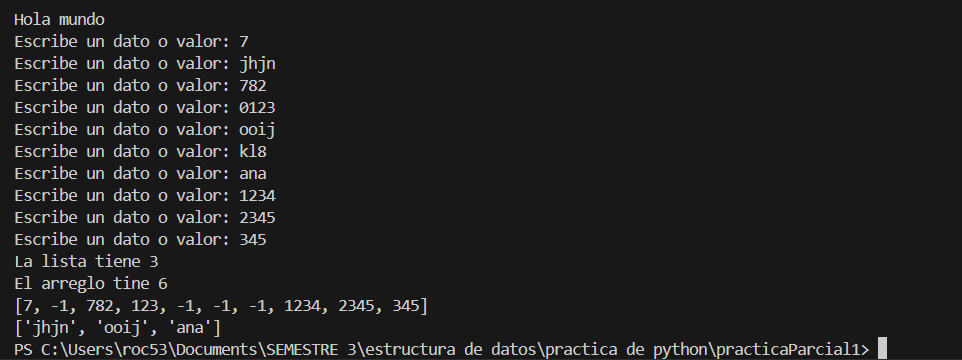 Hola mundo
Escribe un dato o valor: 7
Escribe un dato o valor: jhjn
Escribe un dato o valor: 782
Escribe un dato o valor: 0123
Escribe un dato o valor: ooij
Escribe un dato o valor: kl8
Escribe un dato o valor: ana
Escribe un dato o valor: 1234
Escribe un dato o valor: 2345
Escribe un dato o valor: 345
La lista tiene 3
El arreglo tine 6
[7, -1, 782, 123, -1, -1, -1, 1234, 2345, 345]
['jhjn', 'ooij', 'ana']
PS C:\Users\roc53\Documents\SEMESTRE 3\estructura de datos\practica de python\practicaParcial1>